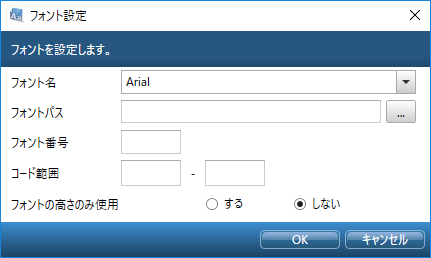 フォント設定
フォントを設定します。
フォント名 Arial
フォントパス ...
フォント番号
コード範囲 -
フォントの高さのみ使用 する しない
OK キャンセル